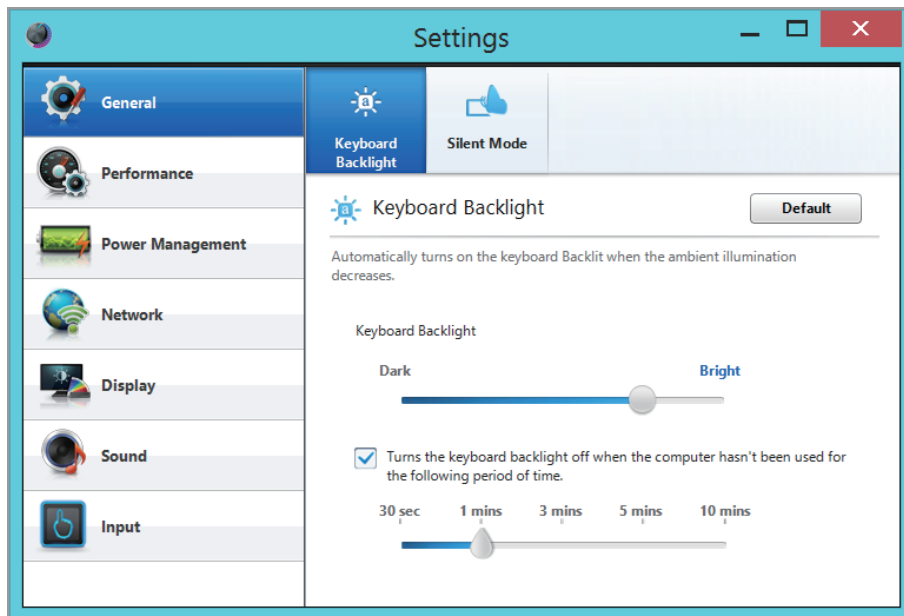 Settings
General
Performance
Power Management
Network
Display
Sound
Input
Keyboard
Backlight
Silent Mode
a
a
Keyboard Backlight
Default
Automatically turns on the keyboard Backlit when the ambient illumination
decreases.
Keyboard Backlight
Dark Bright
Turns the keyboard backlight off when the computer hasn't been used for
the following period of time.
30 sec 1 mins 3 mins 5 mins 10 mins